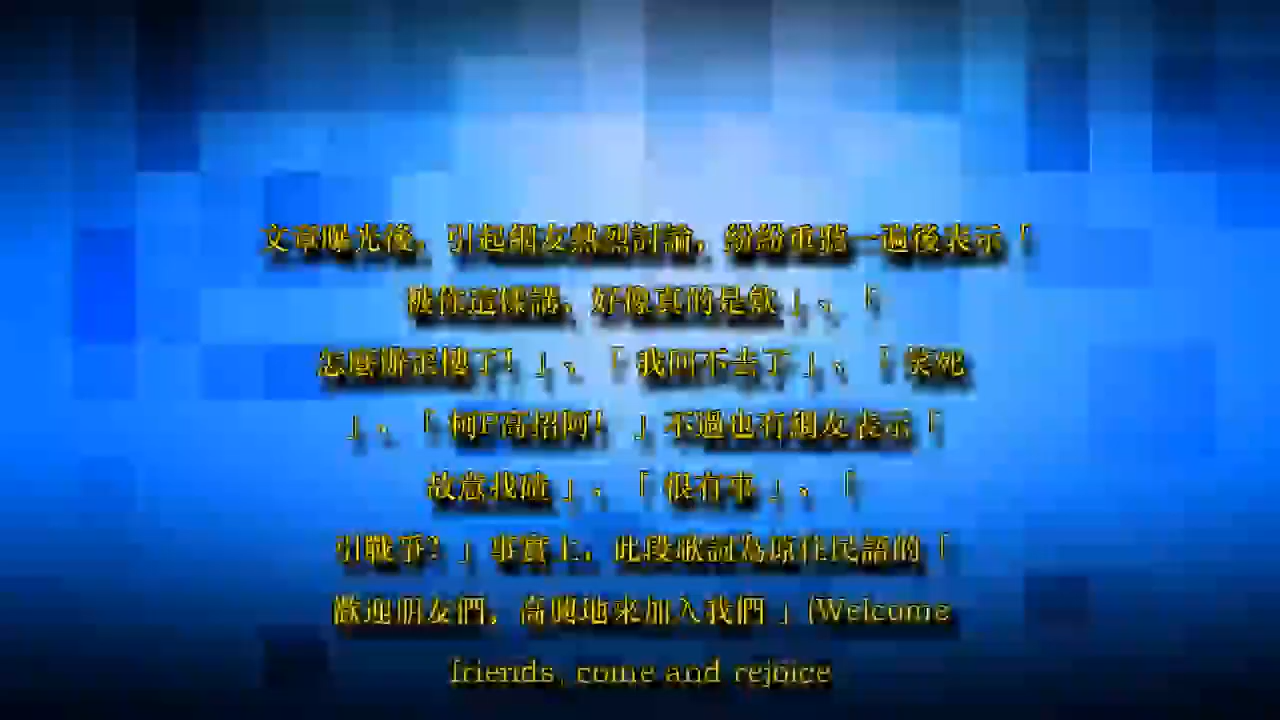 文章曝光後，引起網友熱烈討論，紛紛重聽一遍後表示「
被你這樣講，好像真的是欸」、「
怎麼辦歪樓了！」、「我回不去了」、「笑死
」、「柯P高招阿！」不過也有網友表示「
故意找碴」、「很有事」、「
引戰爭？」事實上，此段歌詞為原住民語的「
歡迎朋友們，高興地來加入我們」(Welcome
friends, come and rejoice